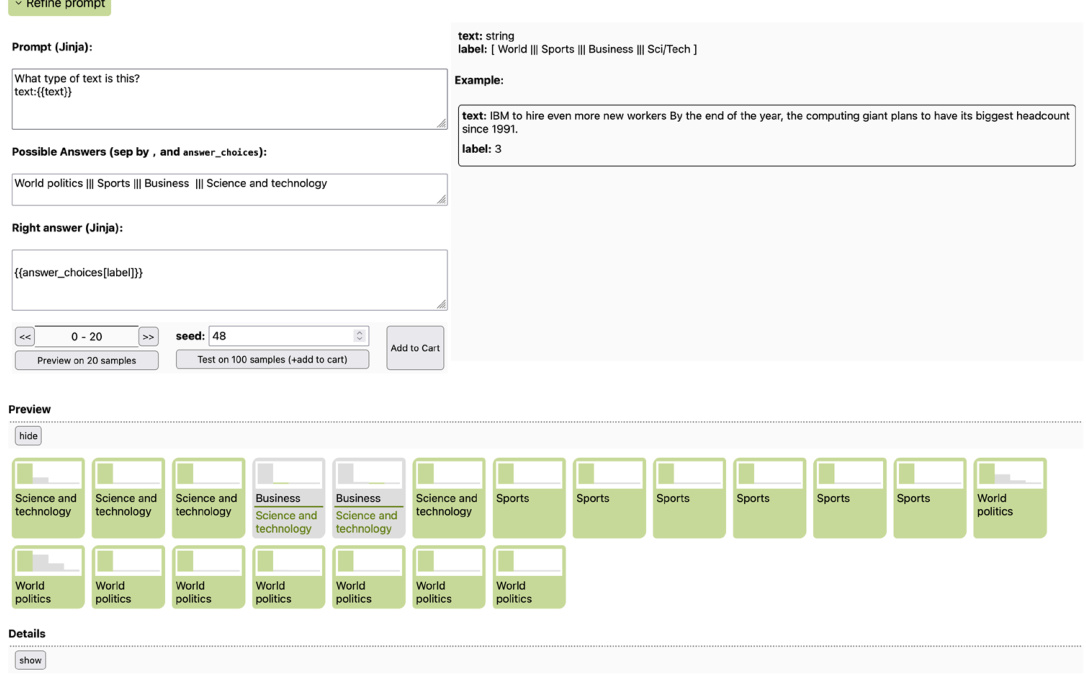 Refine prompt
Prompt (Jinja):
What type of text is this?
text:{{text}}
Possible Answers (sep by , and answer_choices):
World politics ||| Sports ||| Business  ||| Science and technology
Right answer (Jinja):
{{answer_choices[label]}}
<< 0 - 20 >>
Preview on 20 samples
seed: 48
Test on 100 samples (+add to cart)
Add to Cart
text: string
label: [ World ||| Sports ||| Business ||| Sci/Tech ]
Example:
text: IBM to hire even more new workers By the end of the year, the computing giant plans to have its biggest headcount
since 1991.
label: 3
Preview
hide
Science and
technology
Science and
technology
Science and
technology
Business
Science and
technology
Business
Science and
technology
Science and
technology
Sports
Sports
Sports
Sports
Sports
Sports
World
politics
World
politics
World
politics
World
politics
World
politics
World
politics
World
politics
World
politics
Details
show